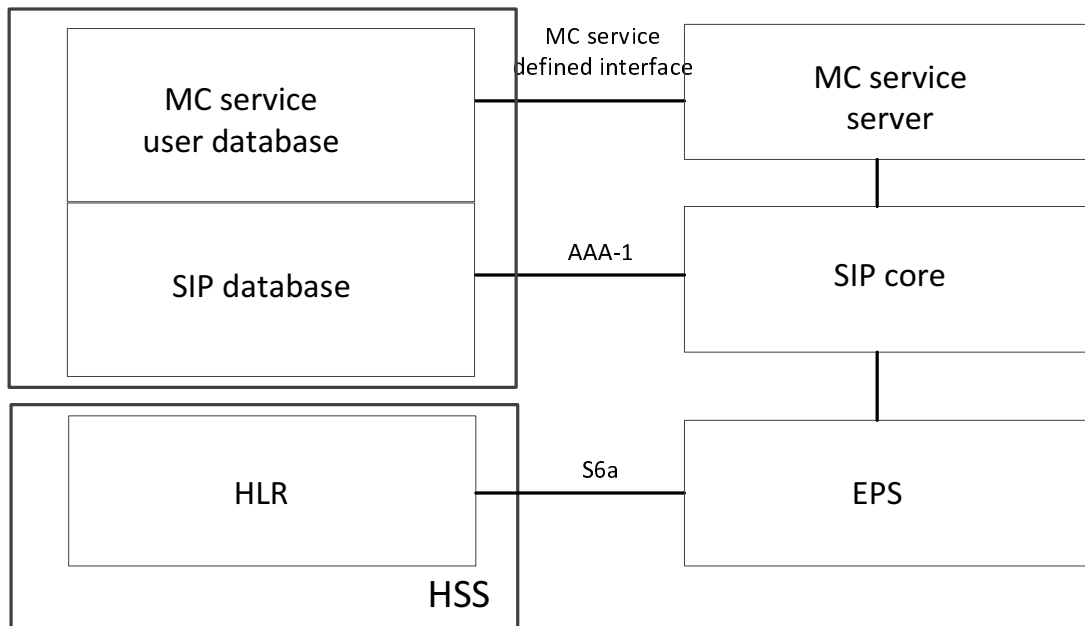 MC service
defined interface
MC service
user database
MC service
server
SIP database
AAA-1
SIP core
HLR
S6a
EPS
HSS